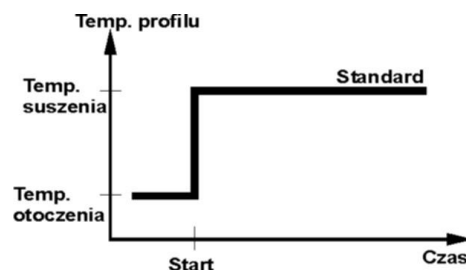 Temp. profilu
Standard
Temp.
suszenia
Temp.
otoczenia
Start
Czas